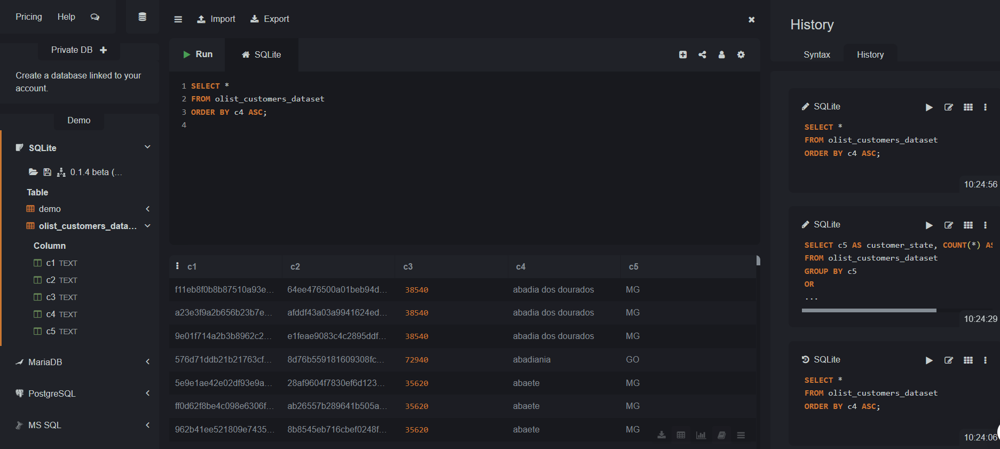 Pricing Help
Private DB
Create a database linked to your
account.
Demo
SQLite
0.1.4 beta (...
Table
demo
olist_customers_data...
Column
c1 TEXT
c2 TEXT
c3 TEXT
c4 TEXT
c5 TEXT
MariaDB
PostgreSQL
MS SQL
Import Export
Run SQLite
1 SELECT *
2 FROM olist_customers_dataset
3 ORDER BY c4 ASC;
4
c1 c2 c3 c4 c5
f11eb8f0b8b87510a93e... 64ee476500a01beb94d... 38540 abadia dos dourados MG
a23e3f9a2b656b23b7e... afddf43a03a9941624ed... 38540 abadia dos dourados MG
9e01f714a2b3b8962c2... e1feae9083c4c2895ddf... 38540 abadia dos dourados MG
576d71ddb21b21763cf... 8d76b559181609308fc... 72940 abadiania GO
5e9e1ae42e02df93e9a... 28af9604f7830ef6d123... 35620 abaete MG
ff0d62f8be4c098e6306f... ab26557b289641b505a... 35620 abaete MG
962b41ee521809e7435... 8b8545eb716cbef0248f... 35620 abaete MG
History
Syntax History
SQLite
SELECT *
FROM olist_customers_dataset
ORDER BY c4 ASC;
10:24:56
SQLite
SELECT c5 AS customer_state, COUNT(*) AS
FROM olist_customers_dataset
GROUP BY c5
OR
...
10:24:29
SQLite
SELECT *
FROM olist_customers_dataset
ORDER BY c4 ASC;
10:24:06